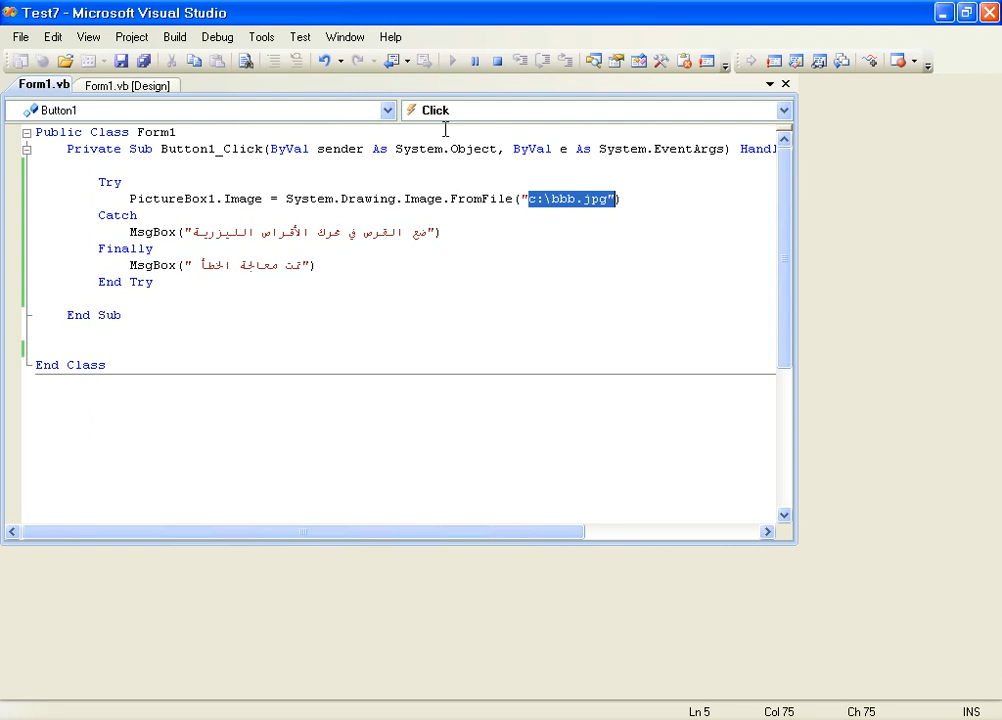 Test7 - Microsoft Visual Studio
File Edit View Project Build Debug Tools Test Window Help
Form1.vb Form1.vb [Design]
Button1 Click
Public Class Form1
Private Sub Button1_Click(ByVal sender As System.Object, ByVal e As System.EventArgs) Handl
Try
PictureBox1.Image = System.Drawing.Image.FromFile("c:\bbb.jpg")
Catch
MsgBox("ضع القرص في محرك الأقراص الليزرية")
Finally
MsgBox("تمت معالجة الخطأ ")
End Try
End Sub
End Class
Ln 5 Col 75 Ch 75 INS